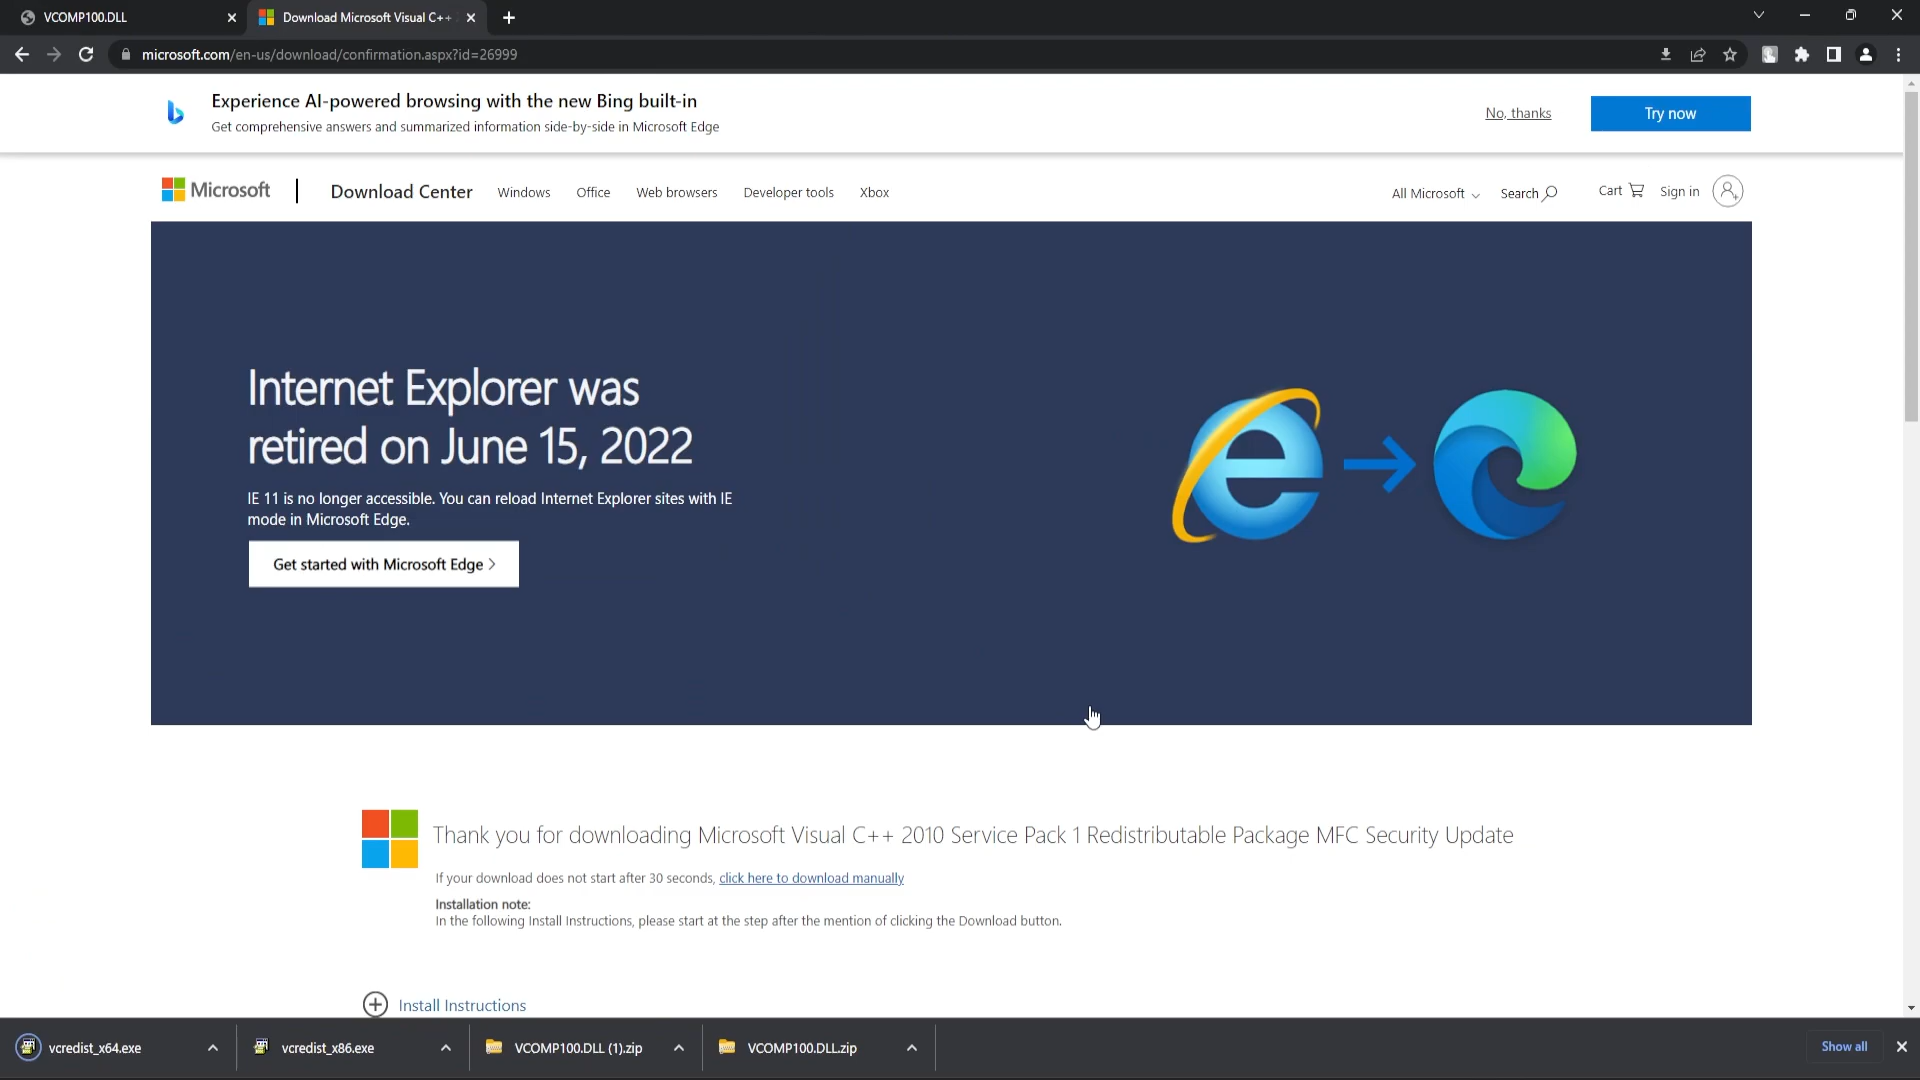 VCOMP100.DLL
Download Microsoft Visual C++
microsoft.com/en-us/download/confirmation.aspx?id=26999
Experience AI-powered browsing with the new Bing built-in
Get comprehensive answers and summarized information side-by-side in Microsoft Edge
No, thanks
Try now
Microsoft
Download Center
Windows
Office
Web browsers
Developer tools
Xbox
All Microsoft
Search
Cart
Sign in
Internet Explorer was
retired on June 15, 2022
IE 11 is no longer accessible. You can reload Internet Explorer sites with IE
mode in Microsoft Edge.
Get started with Microsoft Edge >
Thank you for downloading Microsoft Visual C++ 2010 Service Pack 1 Redistributable Package MFC Security Update
If your download does not start after 30 seconds, click here to download manually
Installation note:
In the following Install Instructions, please start at the step after the mention of clicking the Download button.
Install Instructions
vcredist_x64.exe
vcredist_x86.exe
VCOMP100.DLL (1).zip
VCOMP100.DLL.zip
Show all